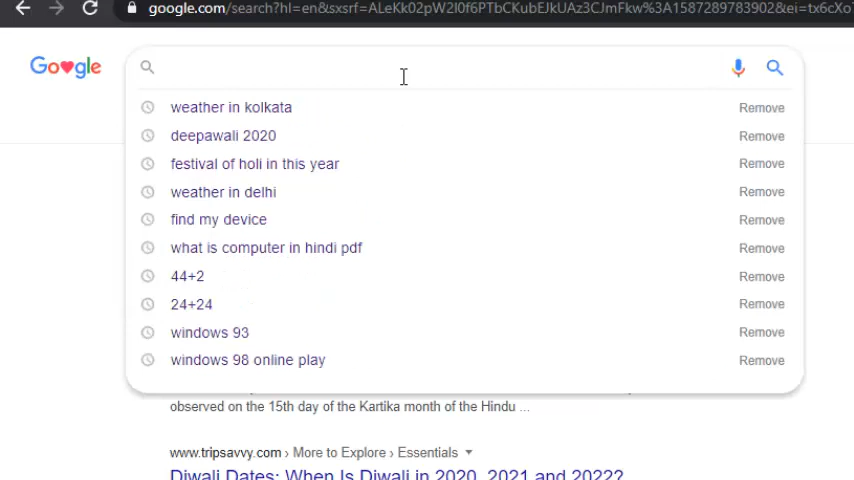 google.com/search?hl=en&sxsrf=ALeKk02pW2l0f6PTbCKubEJkUAz3CJmFkw%3A1587289783902&ei=tx6cXo
Google
weather in kolkata Remove
deepawali 2020 Remove
festival of holi in this year Remove
weather in delhi Remove
find my device Remove
what is computer in hindi pdf Remove
44+2 Remove
24+24 Remove
windows 93 Remove
windows 98 online play Remove
observed on the 15th day of the Kartika month of the Hindu ...
www.tripsavvy.com › More to Explore › Essentials
Diwali Dates: When Is Diwali in 2020, 2021 and 2022?